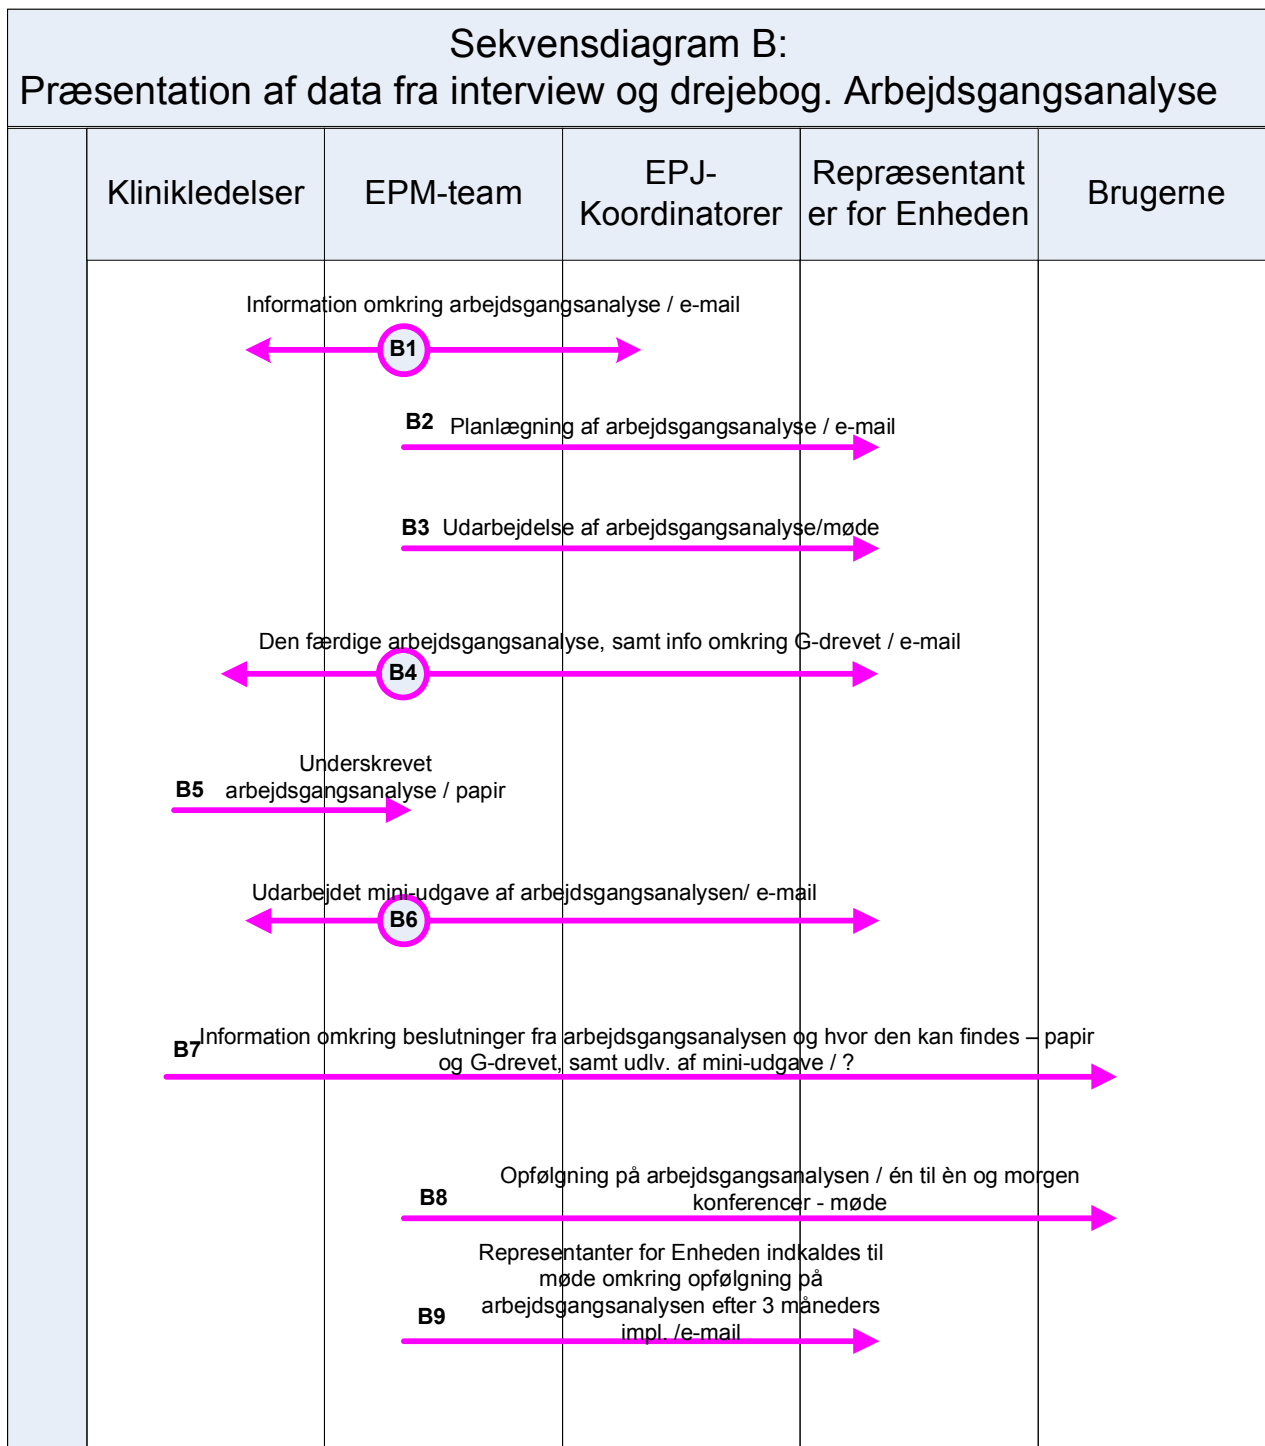 Sekvensdiagram B:
Præsentation af data fra interview og drejebog. Arbejdsgangsanalyse
Klinikledelser
EPM-team
EPJ-
Koordinatorer
Repræsentant
er for Enheden
Brugerne
Information omkring arbejdsgangsanalyse / e-mail
B1
B2
Planlægning af arbejdsgangsanalyse / e-mail
B3
Udarbejdelse af arbejdsgangsanalyse/møde
Den færdige arbejdsgangsanalyse, samt info omkring G-drevet / e-mail
B4
Underskrevet
B5
arbejdsgangsanalyse / papir
Udarbejdet mini-udgave af arbejdsgangsanalysen/ e-mail
B6
B7
Information omkring beslutninger fra arbejdsgangsanalysen og hvor den kan findes – papir
og G-drevet, samt udlv. af mini-udgave / ?
Opfølgning på arbejdsgangsanalysen / én til èn og morgen
B8
konferencer - møde
Representanter for Enheden indkaldes til
møde omkring opfølgning på
arbejdsgangsanalysen efter 3 måneders
B9
impl. /e-mail